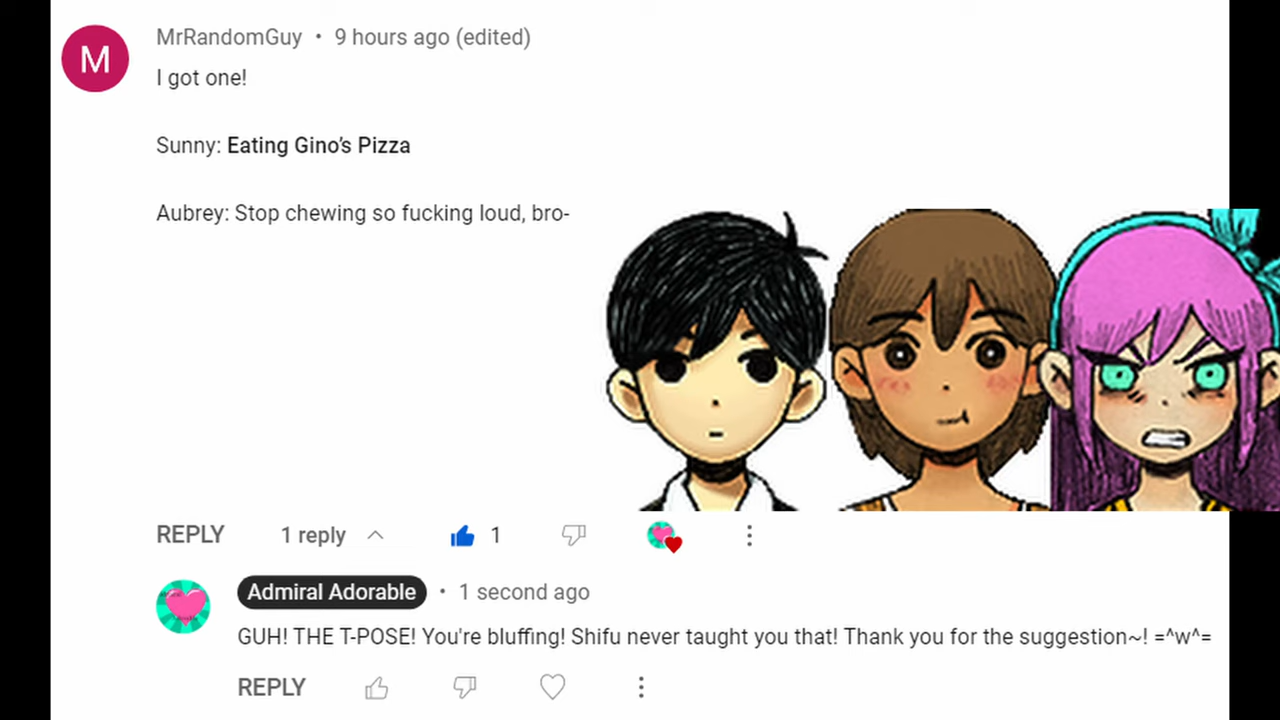 M
MrRandomGuy • 9 hours ago (edited)
I got one!
Sunny: Eating Gino's Pizza
Aubrey: Stop chewing so fucking loud, bro-
REPLY 1 reply 1
Admiral Adorable • 1 second ago
GUH! THE T-POSE! You're bluffing! Shifu never taught you that! Thank you for the suggestion~! =^w^=
REPLY